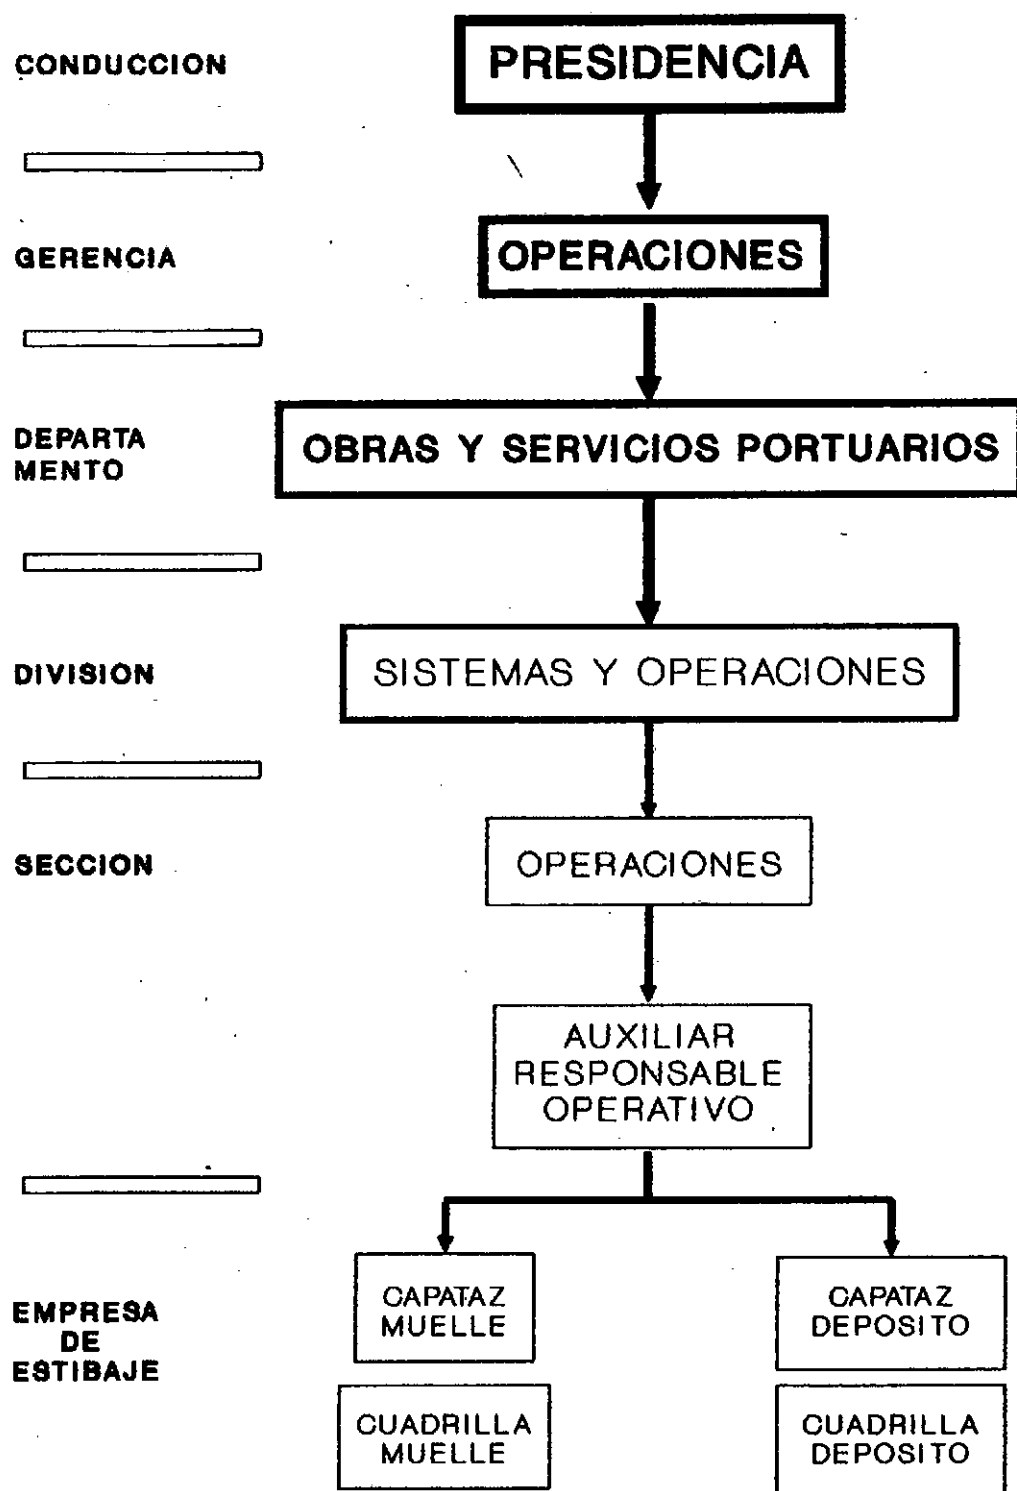 CONDUCCION
PRESIDENCIA
GERENCIA
OPERACIONES
DEPARTA
MENTO
OBRAS Y SERVICIOS PORTUARIOS
DIVISION
SISTEMAS Y OPERACIONES
SECCION
OPERACIONES
AUXILIAR
RESPONSABLE
OPERATIVO
EMPRESA
DE
ESTIBAJE
CAPATAZ
MUELLE
CAPATAZ
DEPOSITO
CUADRILLA
MUELLE
CUADRILLA
DEPOSITO